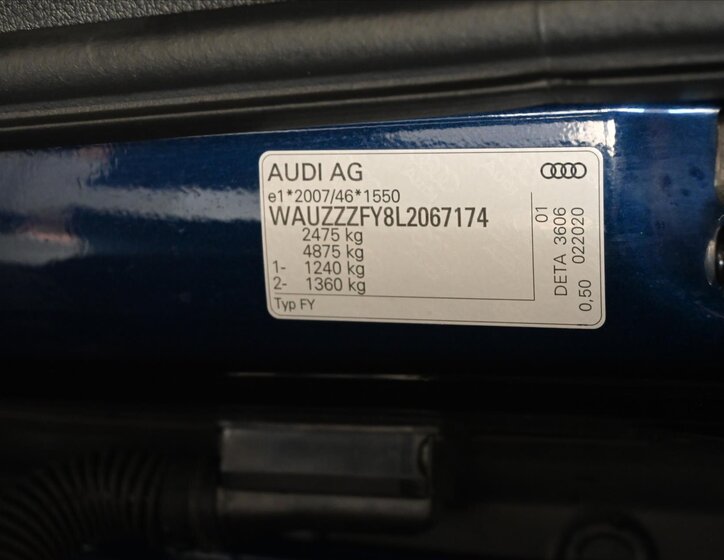 AUDI AG
e1*2007/46*1550
WAUZZZFY8L2067174
2475 kg
4875 kg
1- 1240 kg
2- 1360 kg
Typ FY
01
DETA 3606
0,50 022020